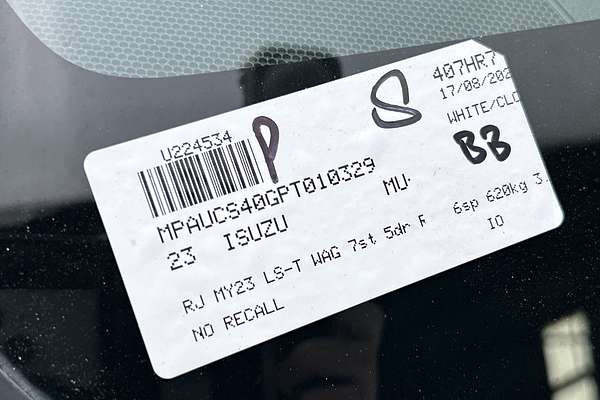 U224534 P S 407HR7
17/08/202
WHITE/CLO
BB
MPAUCS40GPT010329
23 ISUZU MU-
RJ MY23 LS-T WAG 7st 5dr 6sp 620kg 3.
NO RECALL IO